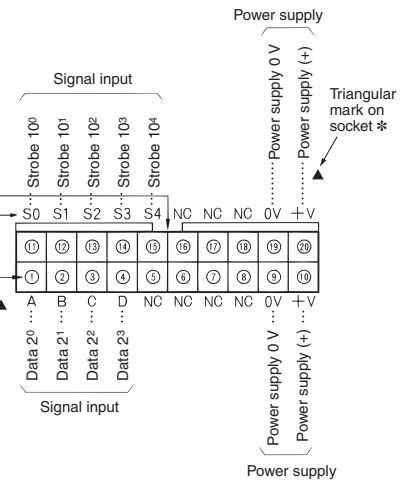 Power supply
Signal input
Triangular
mark on
socket *
Strobe 10⁰
Strobe 10¹
Strobe 10²
Strobe 10³
Strobe 10⁴
Power supply 0 V
Power supply (+)
S0 S1 S2 S3 S4 NC NC NC 0V +V
⑪ ⑫ ⑬ ⑭ ⑮ ⑯ ⑰ ⑱ ⑲ ⑳
① ② ③ ④ ⑤ ⑥ ⑦ ⑧ ⑨ ⑩
A B C D NC NC NC NC 0V +V
Data 2⁰
Data 2¹
Data 2²
Data 2³
Power supply 0 V
Power supply (+)
Signal input
Power supply